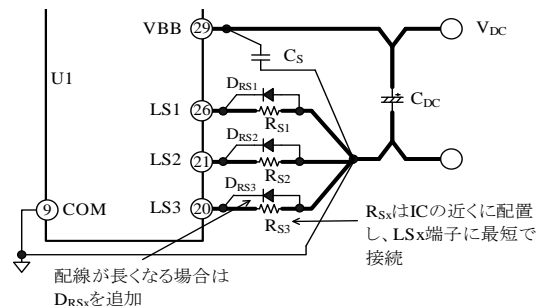 VBB 29
V_DC
C_S
U1
D_RS1
C_DC
LS1 26
R_S1
D_RS2
LS2 21
R_S2
D_RS3
9 COM
LS3 20
R_S3
R_SxはICの近くに配置
し、LSx端子に最短で
接続
配線が長くなる場合は
D_RSxを追加